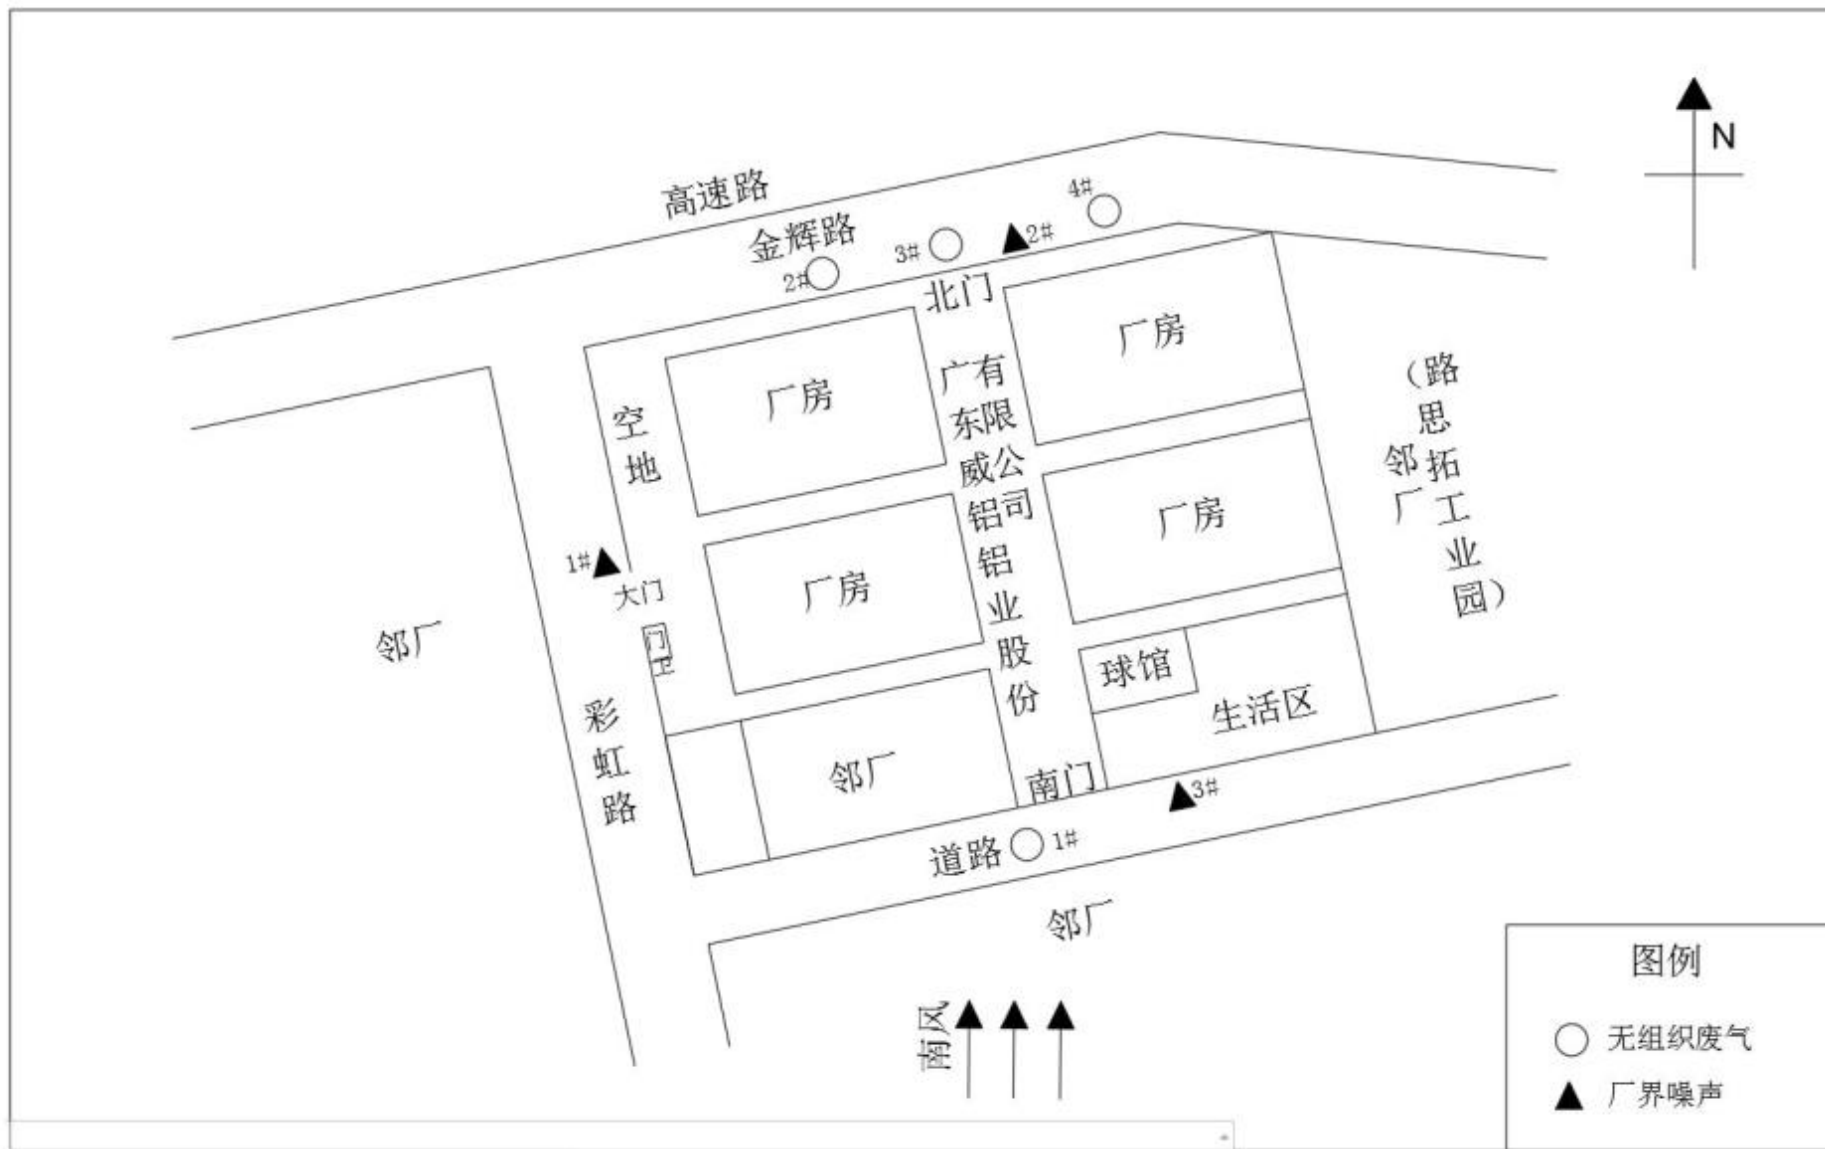 高速路
金辉路
N
4#
3#
2#
2#
北门
厂房
厂房
空地
广东威铝铝业股份
有限公司
邻厂
（路思拓工业园）
厂房
厂房
1#
大门
门卫
邻厂
彩虹路
球馆
生活区
邻厂
南门
3#
道路
1#
邻厂
南风
图例
无组织废气
厂界噪声